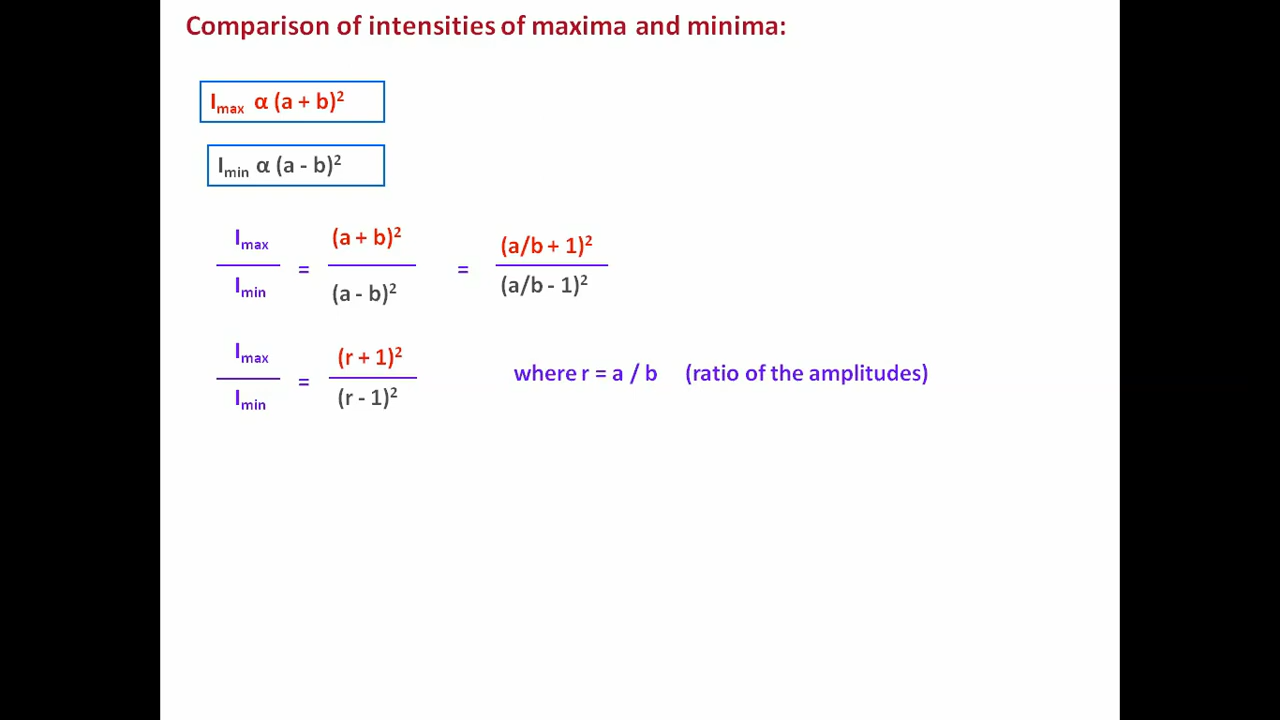 Comparison of intensities of maxima and minima:
Imax α (a + b)²
Imin α (a - b)²
Imax / Imin = (a + b)² / (a - b)² = (a/b + 1)² / (a/b - 1)²
Imax / Imin = (r + 1)² / (r - 1)² where r = a / b (ratio of the amplitudes)